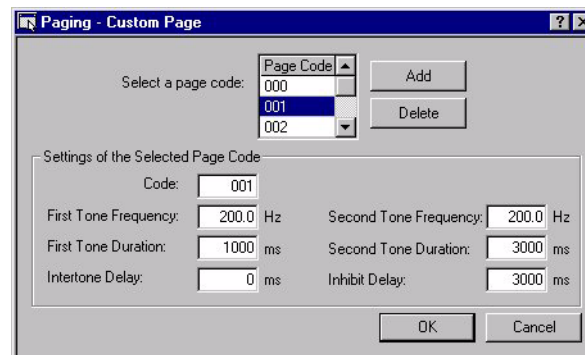 Paging - Custom Page
Select a page code:
Page Code
000
001
002
Add
Delete
Settings of the Selected Page Code
Code: 001
First Tone Frequency: 200.0 Hz Second Tone Frequency: 200.0 Hz
First Tone Duration: 1000 ms Second Tone Duration: 3000 ms
Intertone Delay: 0 ms Inhibit Delay: 3000 ms
OK Cancel